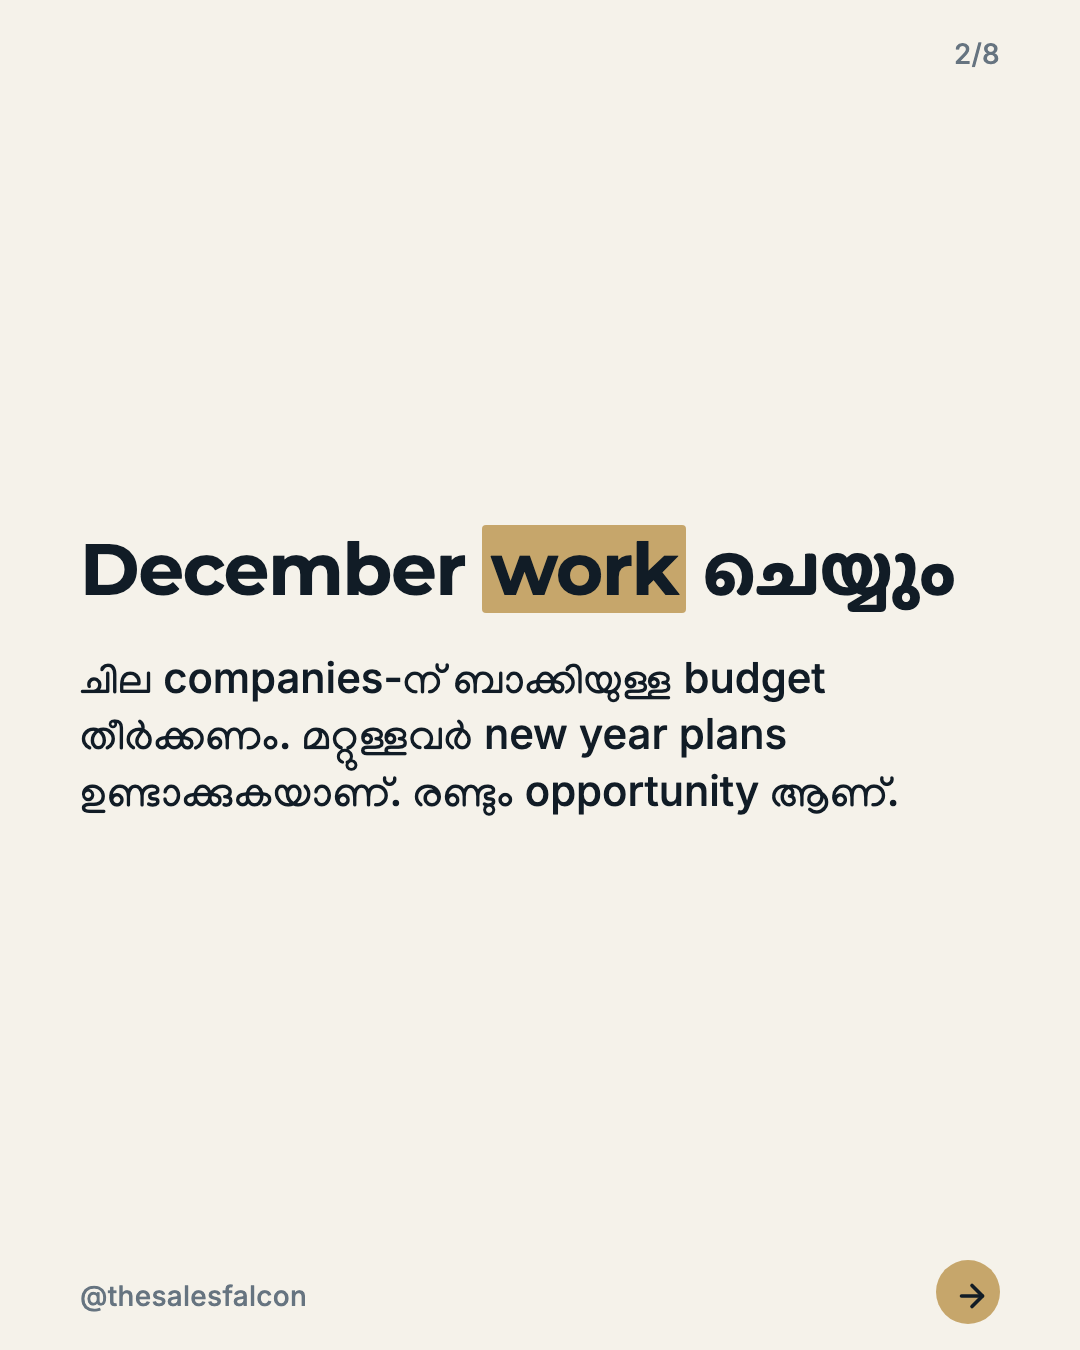 2/8
December work ചെയ്യും
ചില companies-ന് ബാക്കിയുള്ള budget
തീർക്കണം. മറ്റുള്ളവർ new year plans
ഉണ്ടാക്കുകയാണ്. രണ്ടും opportunity ആണ്.
@thesalesfalcon